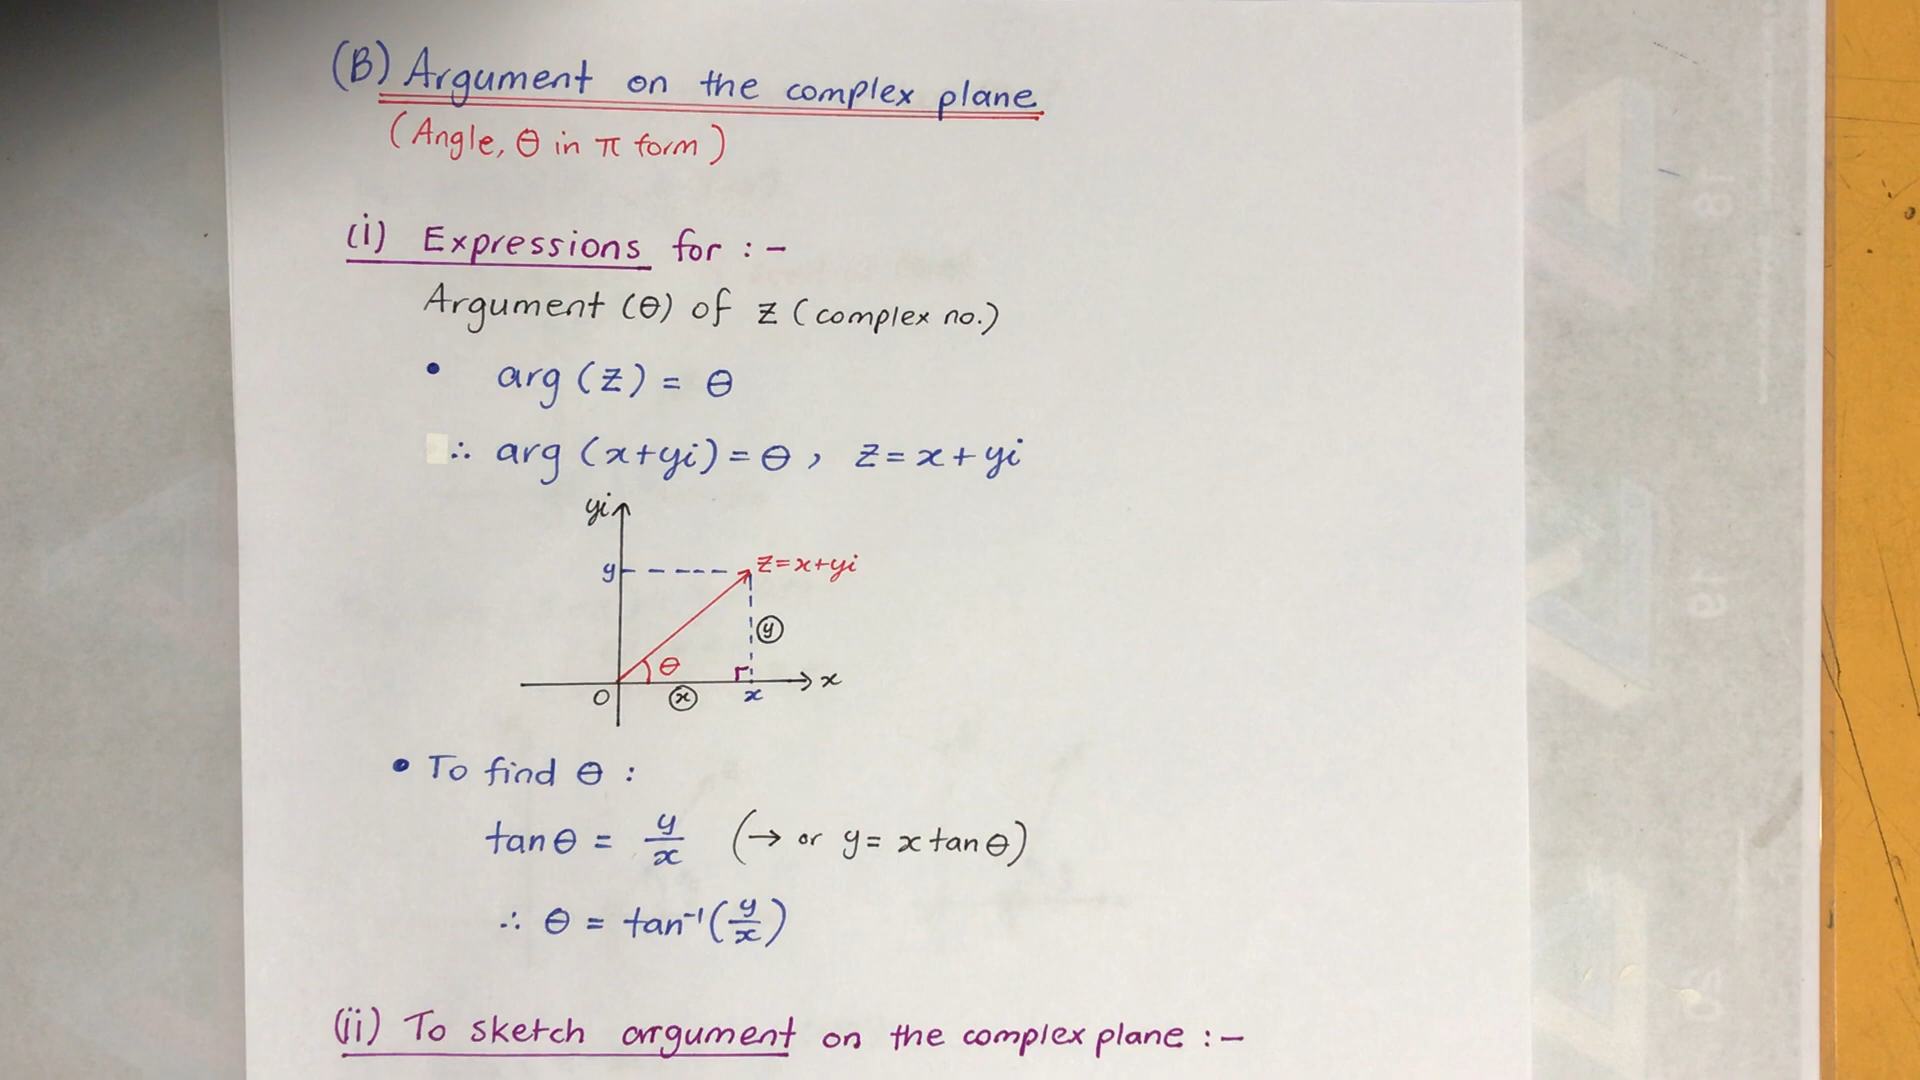 (B) Argument on the complex plane
(Angle, θ in π form)
(i) Expressions for :-
Argument (θ) of z (complex no.)
• arg (z) = θ
∴ arg (x+yi) = θ, z = x + yi
yi
y
z=x+yi
y
θ
x
O
x
x
• To find θ :
tan θ = y/x (→ or y = x tan θ)
∴ θ = tan⁻¹(y/x)
(ii) To sketch argument on the complex plane :-